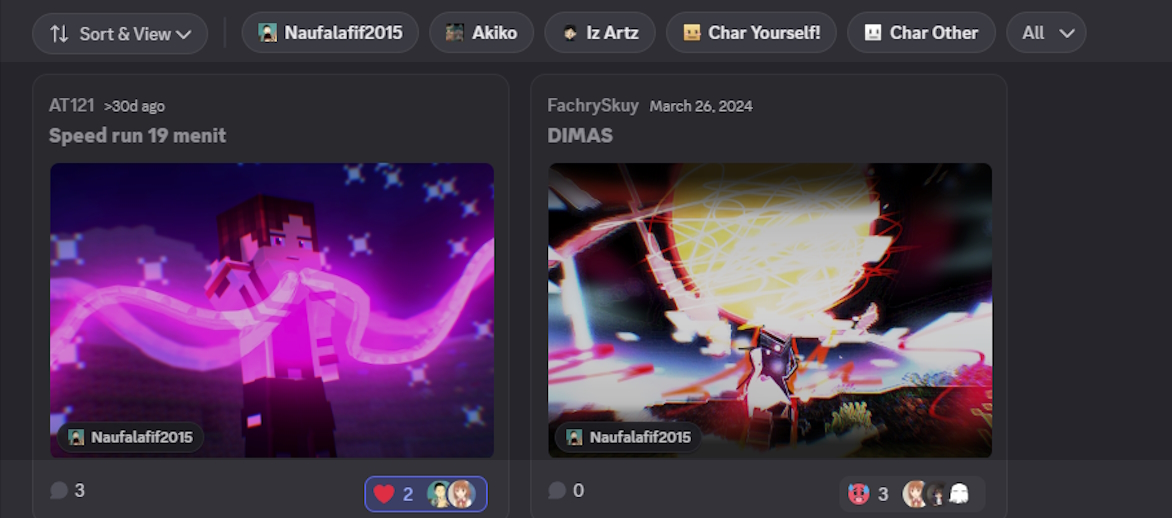 Sort & View
Naufalafif2015
Akiko
Iz Artz
Char Yourself!
Char Other
All
AT121 >30d ago
Speed run 19 menit
Naufalafif2015
3
2
FachrySkuy March 26, 2024
DIMAS
Naufalafif2015
0
3